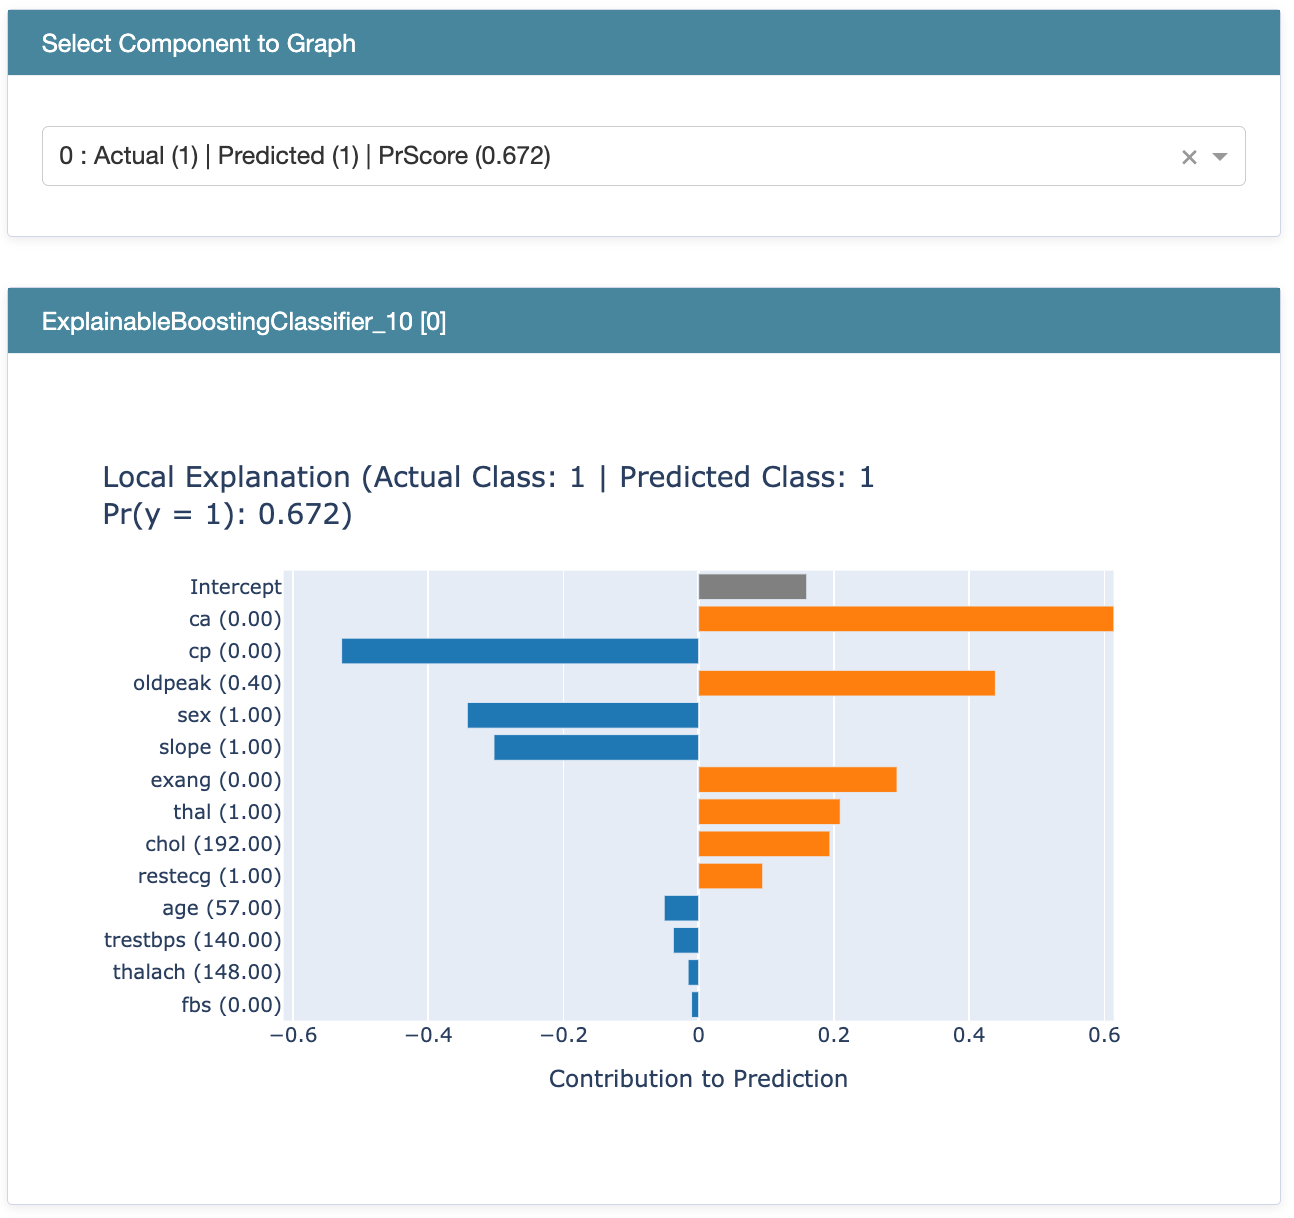 Select Component to Graph
0 : Actual (1) | Predicted (1) | PrScore (0.672)
ExplainableBoostingClassifier_10 [0]
Local Explanation (Actual Class: 1 | Predicted Class: 1
Pr(y = 1): 0.672)
Intercept
ca (0.00)
cp (0.00)
oldpeak (0.40)
sex (1.00)
slope (1.00)
exang (0.00)
thal (1.00)
chol (192.00)
restecg (1.00)
age (57.00)
trestbps (140.00)
thalach (148.00)
fbs (0.00)
−0.6 −0.4 −0.2 0 0.2 0.4 0.6
Contribution to Prediction